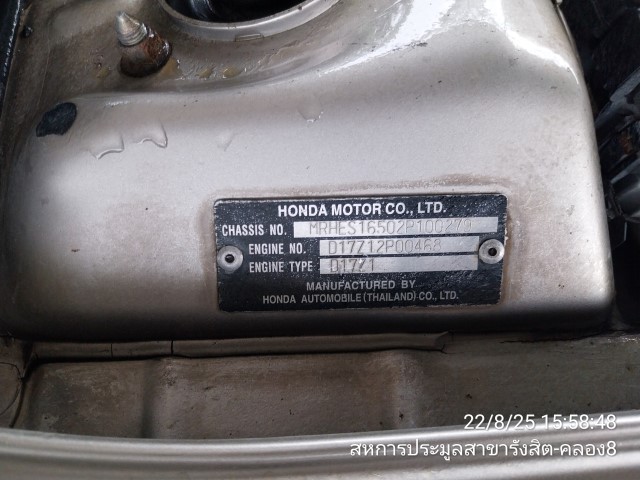 HONDA MOTOR CO., LTD.
CHASSIS NO. MRHES16502P100279
ENGINE NO. D17Z12P00468
ENGINE TYPE D17Z1
MANUFACTURED BY
HONDA AUTOMOBILE (THAILAND) CO., LTD.
22/8/25 15:58:48
สหการประมูลสาขารังสิต-คลอง8